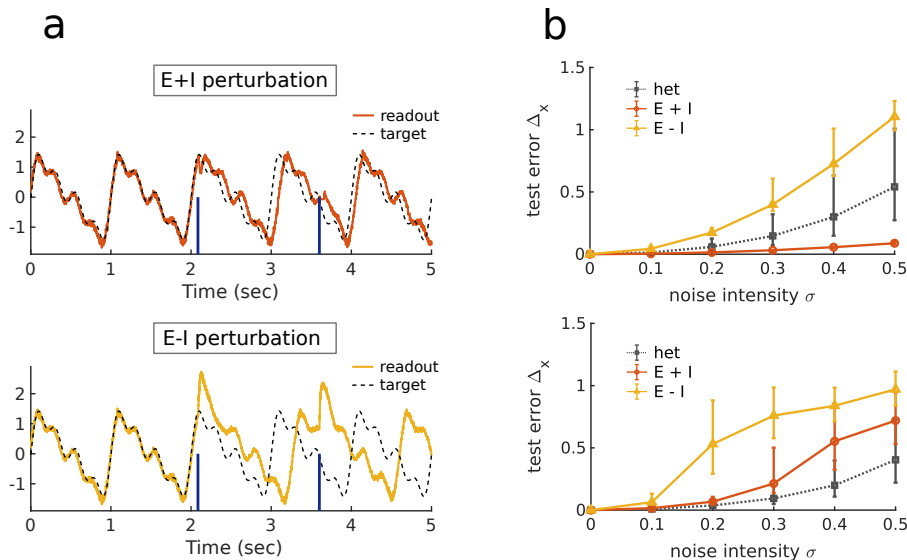 a
E+I perturbation
readout
target
2
1
0
-1
0 1 2 3 4 5
Time (sec)
E-I perturbation
readout
target
2
1
0
-1
0 1 2 3 4 5
Time (sec)
b
het
E + I
E - I
test error Δx
1.5
1
0.5
0
0 0.1 0.2 0.3 0.4 0.5
noise intensity σ
het
E + I
E - I
test error Δx
1.5
1
0.5
0
0 0.1 0.2 0.3 0.4 0.5
noise intensity σ